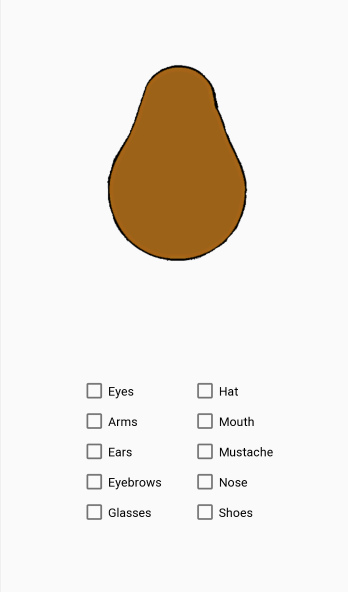 Eyes Hat
Arms Mouth
Ears Mustache
Eyebrows Nose
Glasses Shoes